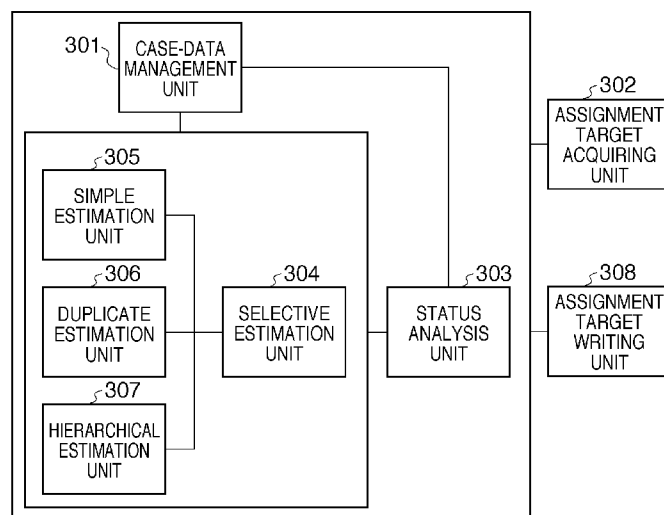 301
CASE-DATA
MANAGEMENT
UNIT
302
ASSIGNMENT
TARGET
ACQUIRING
UNIT
305
SIMPLE
ESTIMATION
UNIT
306
DUPLICATE
ESTIMATION
UNIT
304
SELECTIVE
ESTIMATION
UNIT
303
STATUS
ANALYSIS
UNIT
308
ASSIGNMENT
TARGET
WRITING
UNIT
307
HIERARCHICAL
ESTIMATION
UNIT